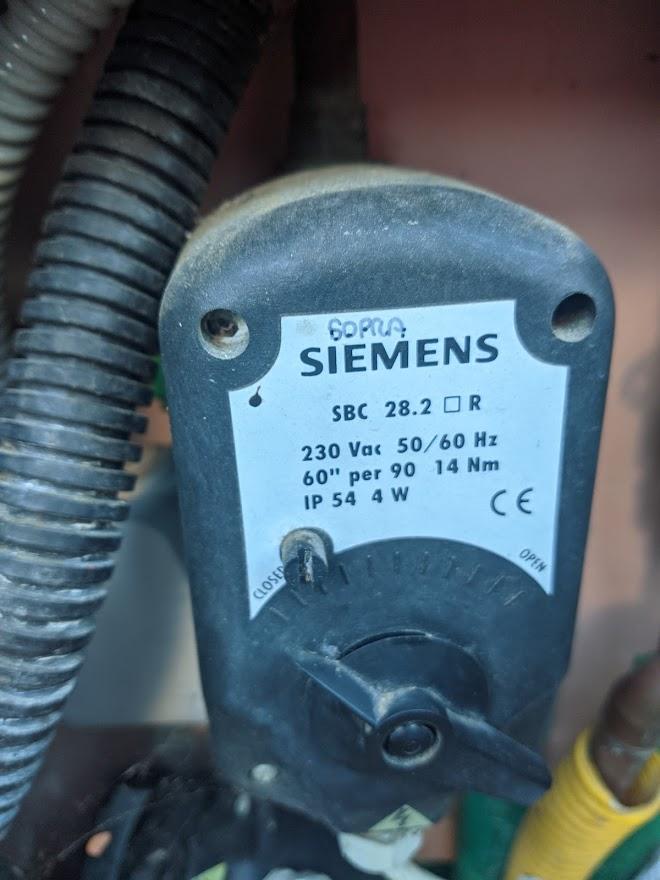 SOPRA
SIEMENS
SBC 28.2 □ R
230 Vac 50/60 Hz
60" per 90 14 Nm
IP 54 4 W
CE
CLOSED
OPEN